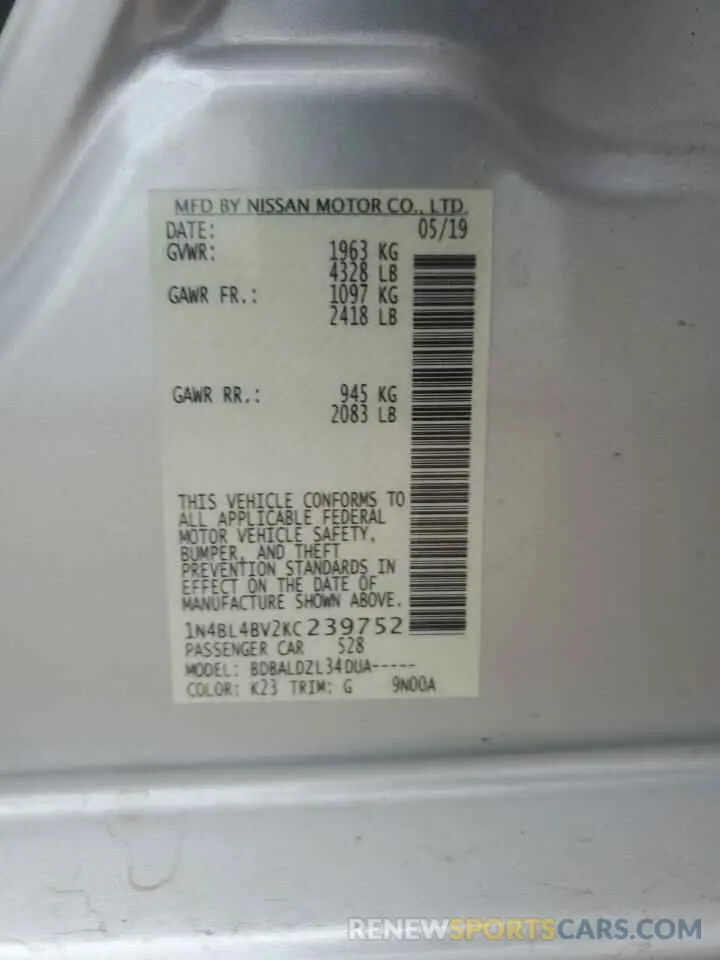 MFD BY NISSAN MOTOR CO., LTD.
DATE: 05/19
GVWR: 1963 KG
4328 LB
GAWR FR.: 1097 KG
2418 LB
GAWR RR.: 945 KG
2083 LB
THIS VEHICLE CONFORMS TO
ALL APPLICABLE FEDERAL
MOTOR VEHICLE SAFETY,
BUMPER, AND THEFT
PREVENTION STANDARDS IN
EFFECT ON THE DATE OF
MANUFACTURE SHOWN ABOVE.
1N4BL4BV2KC239752
PASSENGER CAR 528
MODEL: BDBALDZL34DUA-----
COLOR: K23 TRIM: G 9N00A
RENEWSPORTSCARS.COM